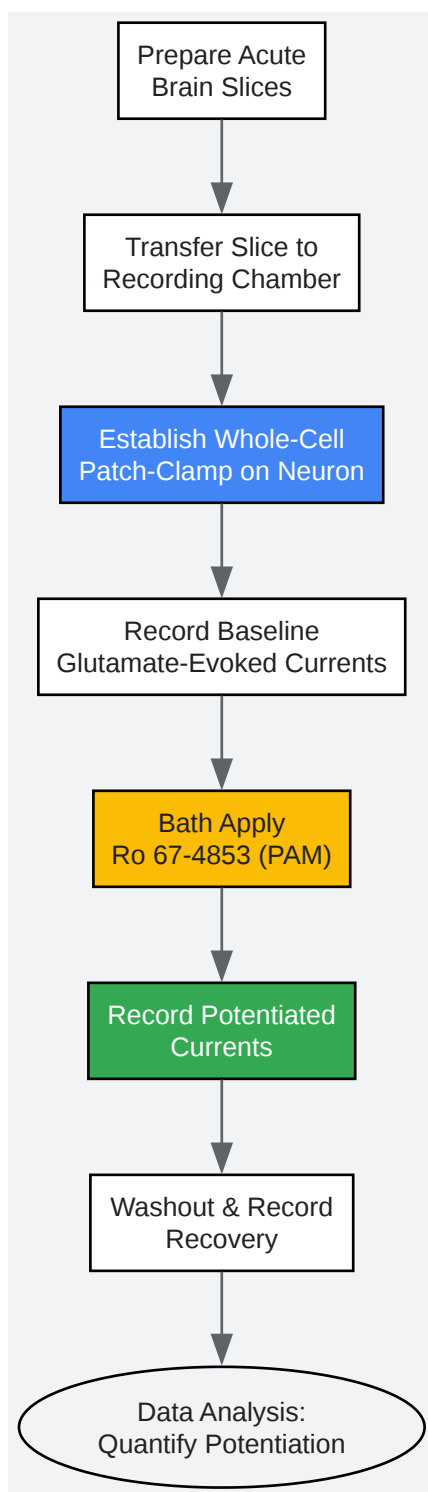 Prepare Acute
Brain Slices
Transfer Slice to
Recording Chamber
Establish Whole-Cell
Patch-Clamp on Neuron
Record Baseline
Glutamate-Evoked Currents
Bath Apply
Ro 67-4853 (PAM)
Record Potentiated
Currents
Washout & Record
Recovery
Data Analysis:
Quantify Potentiation